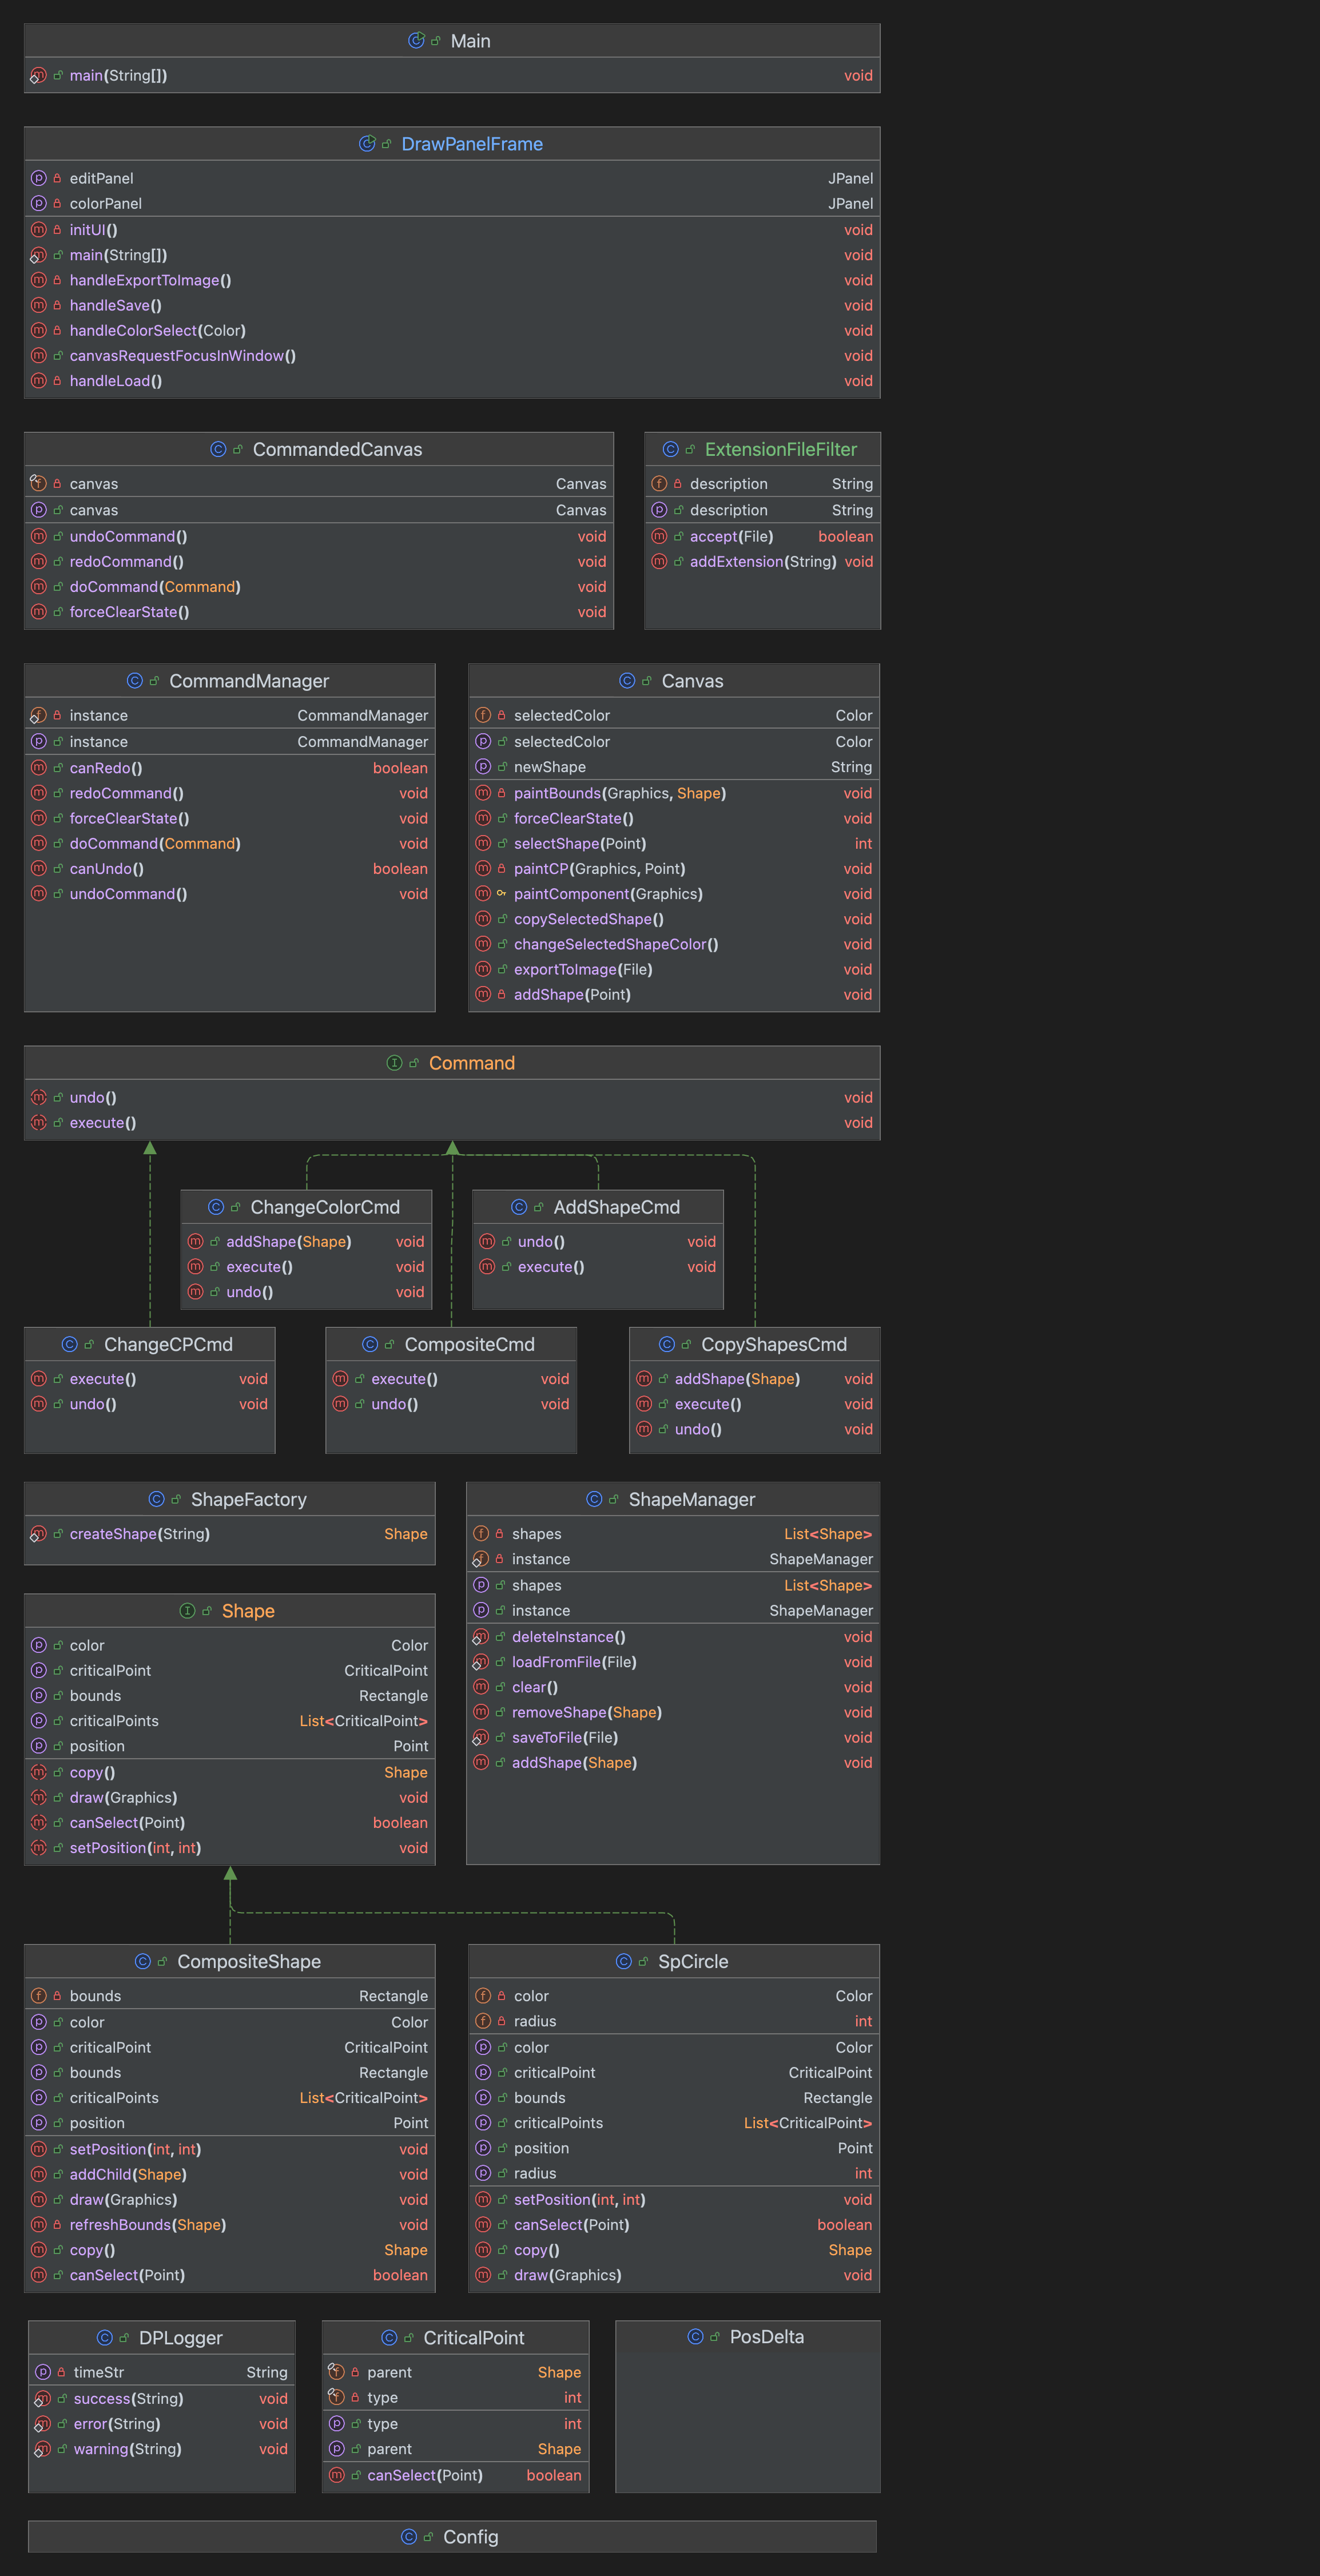 Main
main(String[]) void
DrawPanelFrame
editPanel JPanel
colorPanel JPanel
initUI() void
main(String[]) void
handleExportToImage() void
handleSave() void
handleColorSelect(Color) void
canvasRequestFocusInWindow() void
handleLoad() void
CommandedCanvas
canvas Canvas
canvas Canvas
undoCommand() void
redoCommand() void
doCommand(Command) void
forceClearState() void
ExtensionFileFilter
description String
description String
accept(File) boolean
addExtension(String) void
CommandManager
instance CommandManager
instance CommandManager
canRedo() boolean
redoCommand() void
forceClearState() void
doCommand(Command) void
canUndo() boolean
undoCommand() void
Canvas
selectedColor Color
selectedColor Color
newShape String
paintBounds(Graphics, Shape) void
forceClearState() void
selectShape(Point) int
paintCP(Graphics, Point) void
paintComponent(Graphics) void
copySelectedShape() void
changeSelectedShapeColor() void
exportToImage(File) void
addShape(Point) void
Command
undo() void
execute() void
ChangeColorCmd
addShape(Shape) void
execute() void
undo() void
AddShapeCmd
undo() void
execute() void
ChangeCPCmd
execute() void
undo() void
CompositeCmd
execute() void
undo() void
CopyShapesCmd
addShape(Shape) void
execute() void
undo() void
ShapeFactory
createShape(String) Shape
ShapeManager
shapes List<Shape>
instance ShapeManager
shapes List<Shape>
instance ShapeManager
deleteInstance() void
loadFromFile(File) void
clear() void
removeShape(Shape) void
saveToFile(File) void
addShape(Shape) void
Shape
color Color
criticalPoint CriticalPoint
bounds Rectangle
criticalPoints List<CriticalPoint>
position Point
copy() Shape
draw(Graphics) void
canSelect(Point) boolean
setPosition(int, int) void
CompositeShape
bounds Rectangle
color Color
criticalPoint CriticalPoint
bounds Rectangle
criticalPoints List<CriticalPoint>
position Point
setPosition(int, int) void
addChild(Shape) void
draw(Graphics) void
refreshBounds(Shape) void
copy() Shape
canSelect(Point) boolean
SpCircle
color Color
radius int
color Color
criticalPoint CriticalPoint
bounds Rectangle
criticalPoints List<CriticalPoint>
position Point
radius int
setPosition(int, int) void
canSelect(Point) boolean
copy() Shape
draw(Graphics) void
DPLogger
timeStr String
success(String) void
error(String) void
warning(String) void
CriticalPoint
parent Shape
type int
type int
parent Shape
canSelect(Point) boolean
PosDelta
Config